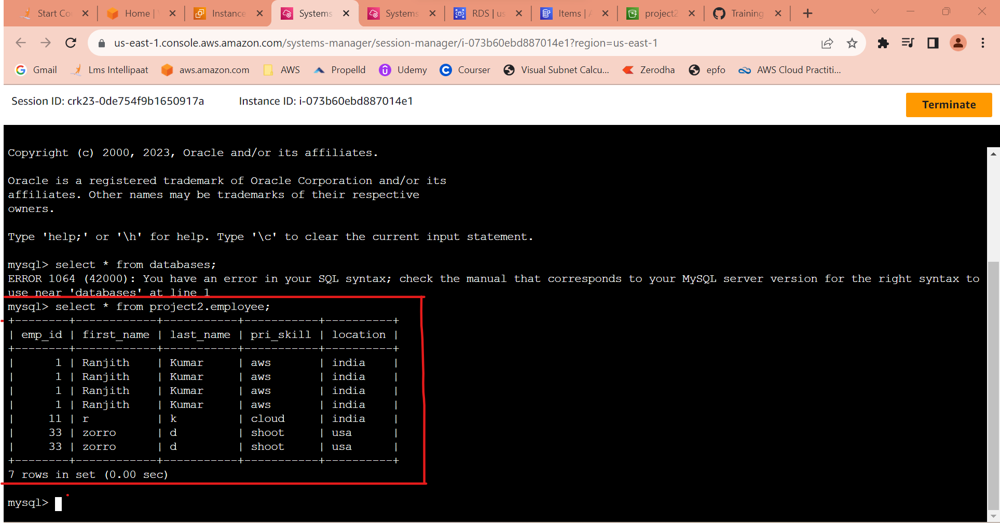 Start Co
Home |
Instance
Systems
Systems
RDS | us
Items | A
project2
Training
us-east-1.console.aws.amazon.com/systems-manager/session-manager/i-073b60ebd887014e1?region=us-east-1
Gmail
Lms Intellipaat
aws.amazon.com
AWS
Propelld
Udemy
Courser
Visual Subnet Calcu...
Zerodha
epfo
AWS Cloud Practiti...
Session ID: crk23-0de754f9b1650917a
Instance ID: i-073b60ebd887014e1
Terminate
Copyright (c) 2000, 2023, Oracle and/or its affiliates.
Oracle is a registered trademark of Oracle Corporation and/or its
affiliates. Other names may be trademarks of their respective
owners.
Type 'help;' or '\h' for help. Type '\c' to clear the current input statement.
mysql> select * from databases;
ERROR 1064 (42000): You have an error in your SQL syntax; check the manual that corresponds to your MySQL server version for the right syntax to
use near 'databases' at line 1
mysql> select * from project2.employee;
+--------+------------+-----------+-----------+----------+
| emp_id | first_name | last_name | pri_skill | location |
+--------+------------+-----------+-----------+----------+
|      1 | Ranjith    | Kumar     | aws       | india    |
|      1 | Ranjith    | Kumar     | aws       | india    |
|      1 | Ranjith    | Kumar     | aws       | india    |
|      1 | Ranjith    | Kumar     | aws       | india    |
|     11 | r          | k         | cloud     | india    |
|     33 | zorro      | d         | shoot     | usa      |
|     33 | zorro      | d         | shoot     | usa      |
+--------+------------+-----------+-----------+----------+
7 rows in set (0.00 sec)
mysql>